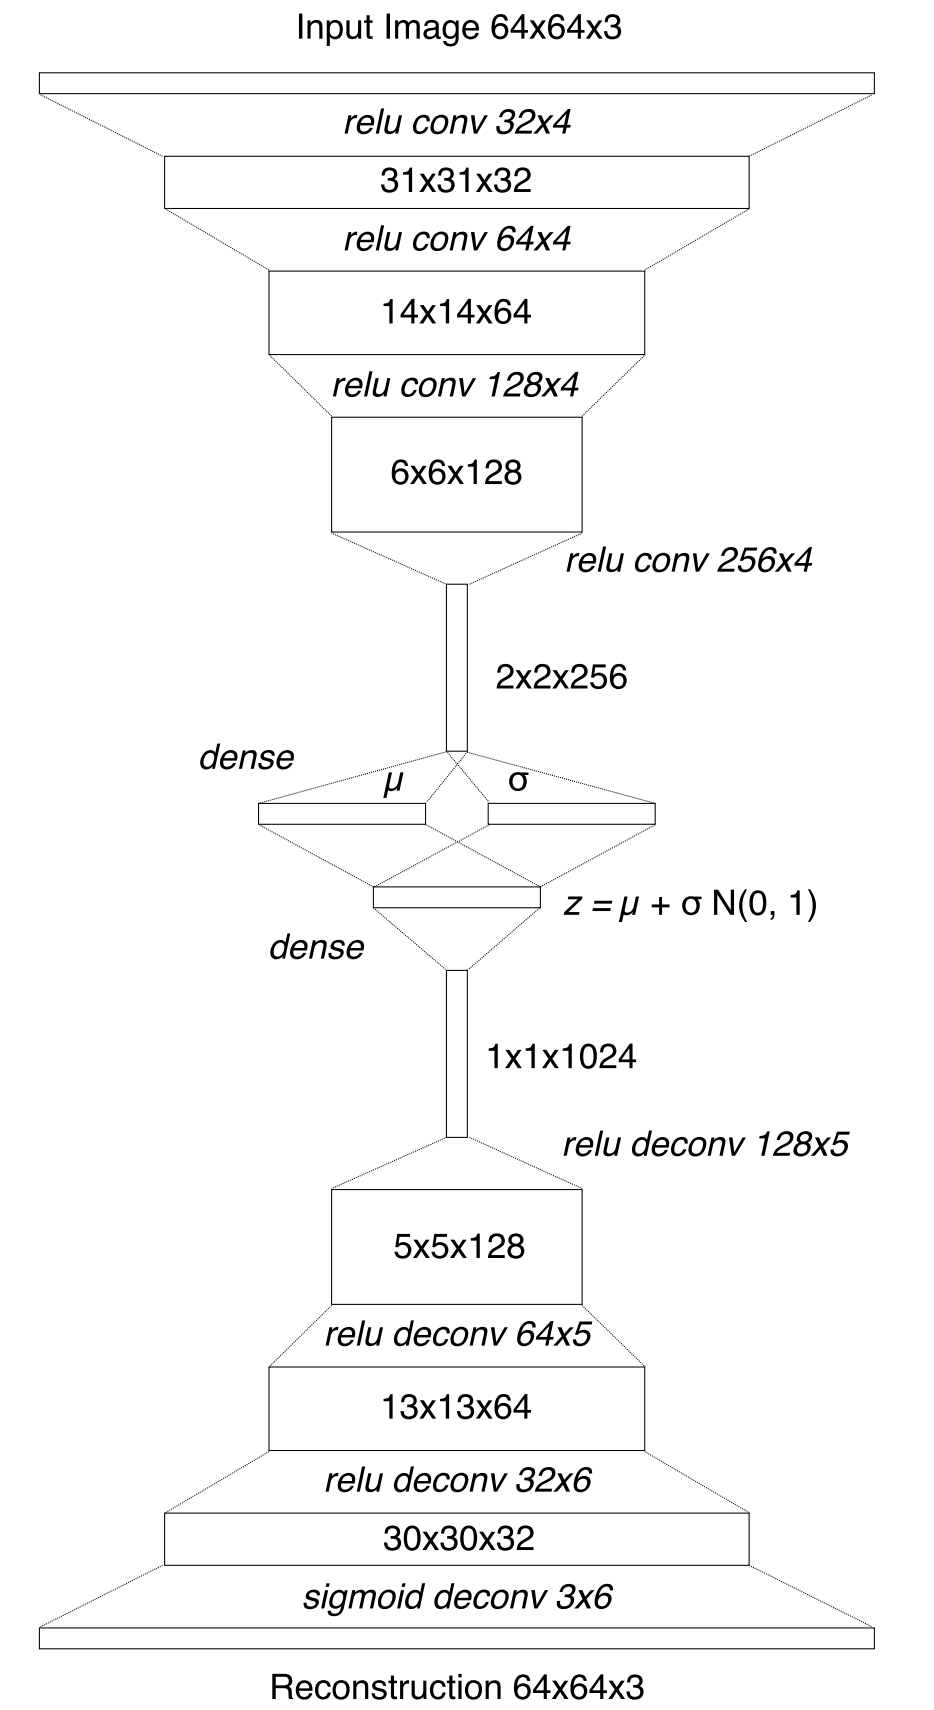 Input Image 64x64x3
relu conv 32x4
31x31x32
relu conv 64x4
14x14x64
relu conv 128x4
6x6x128
relu conv 256x4
2x2x256
dense
μ
σ
z = μ + σ N(0, 1)
dense
1x1x1024
relu deconv 128x5
5x5x128
relu deconv 64x5
13x13x64
relu deconv 32x6
30x30x32
sigmoid deconv 3x6
Reconstruction 64x64x3